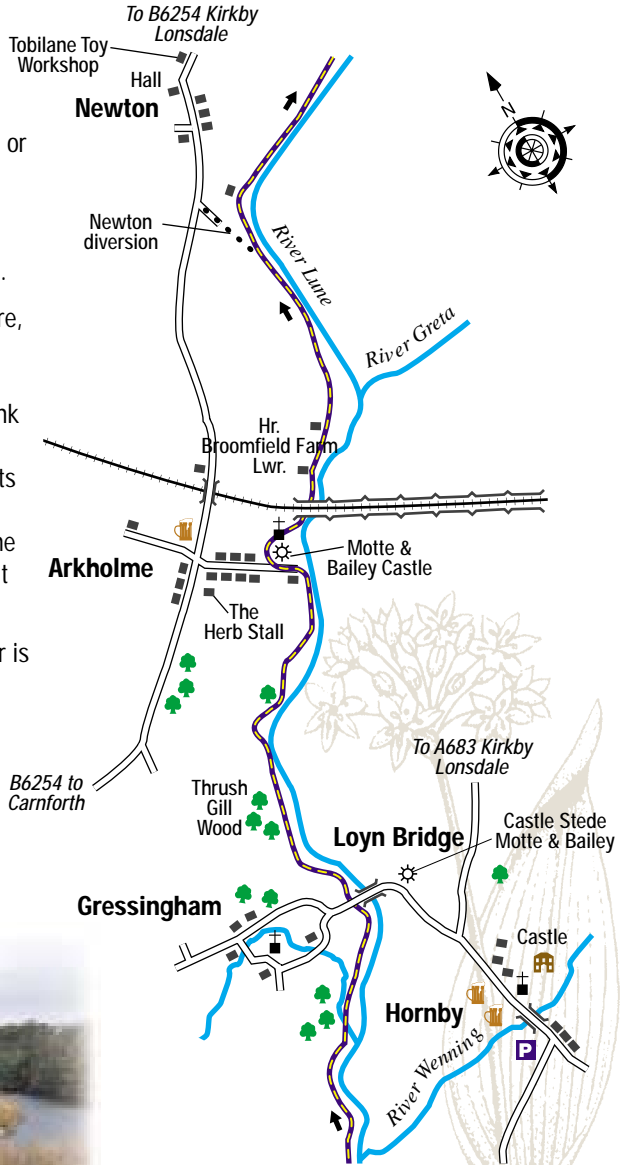 To B6254 Kirkby
Lonsdale
Tobilane Toy
Workshop
Hall
Newton
N
or
Newton
diversion
River Lune
.
re,
River Greta
nk
Hr.
Broomfield Farm
Lwr.
ts
ne
t
Arkholme
Motte &
Bailey Castle
The
Herb Stall
r is
To A683 Kirkby
Lonsdale
B6254 to
Carnforth
Thrush
Gill
Wood
Loyn Bridge
Castle Stede
Motte & Bailey
Gressingham
Castle
Hornby
River Wenning
P